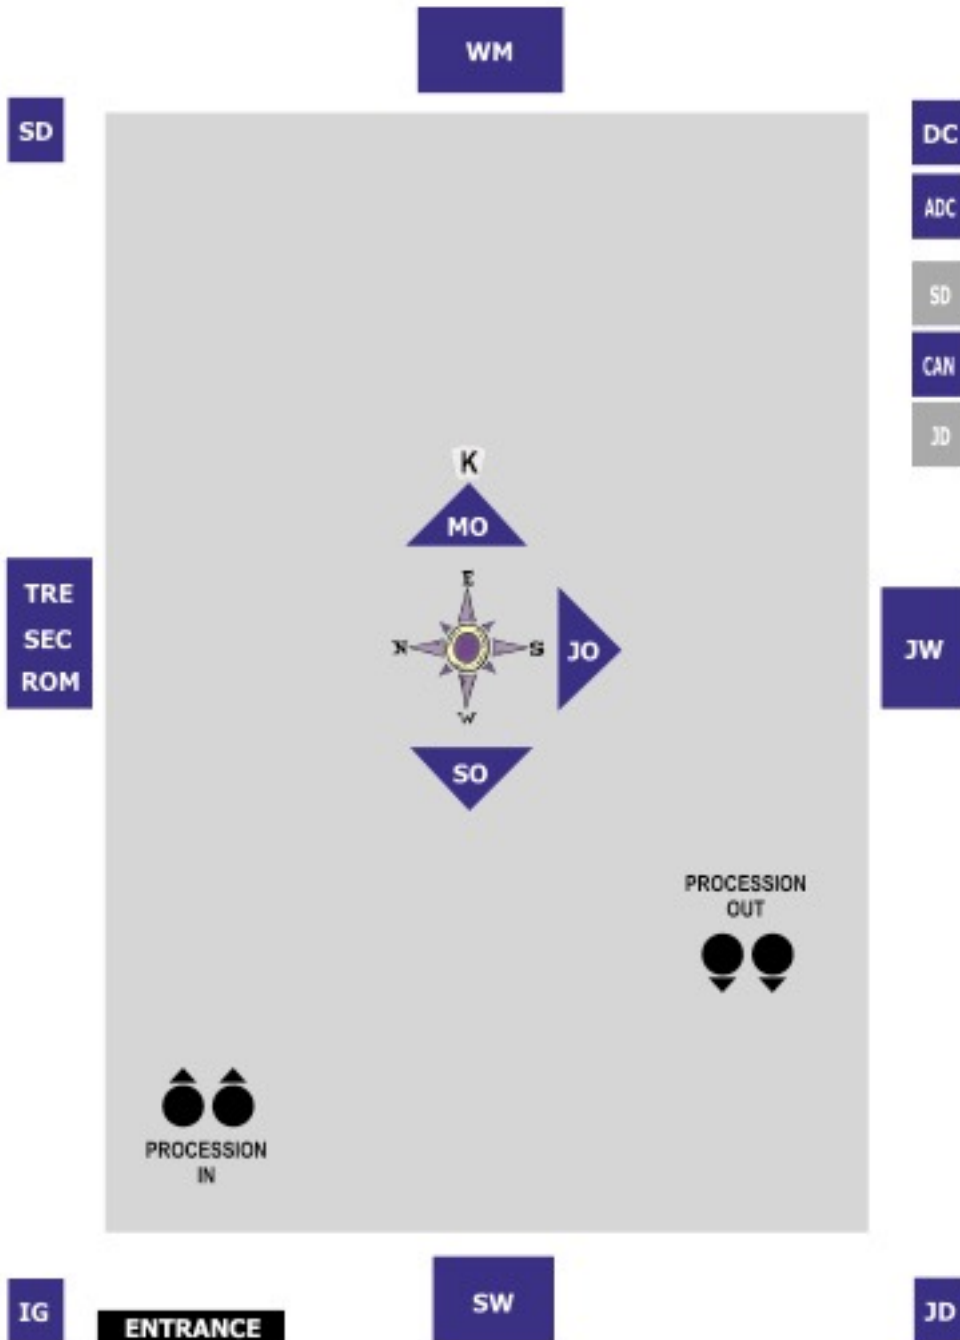 WM
SD
DC
ADC
SD
CAN
JD
K
MO
E
N
S
W
JO
SO
TRE
SEC
ROM
JW
PROCESSION
OUT
PROCESSION
IN
IG
ENTRANCE
SW
JD